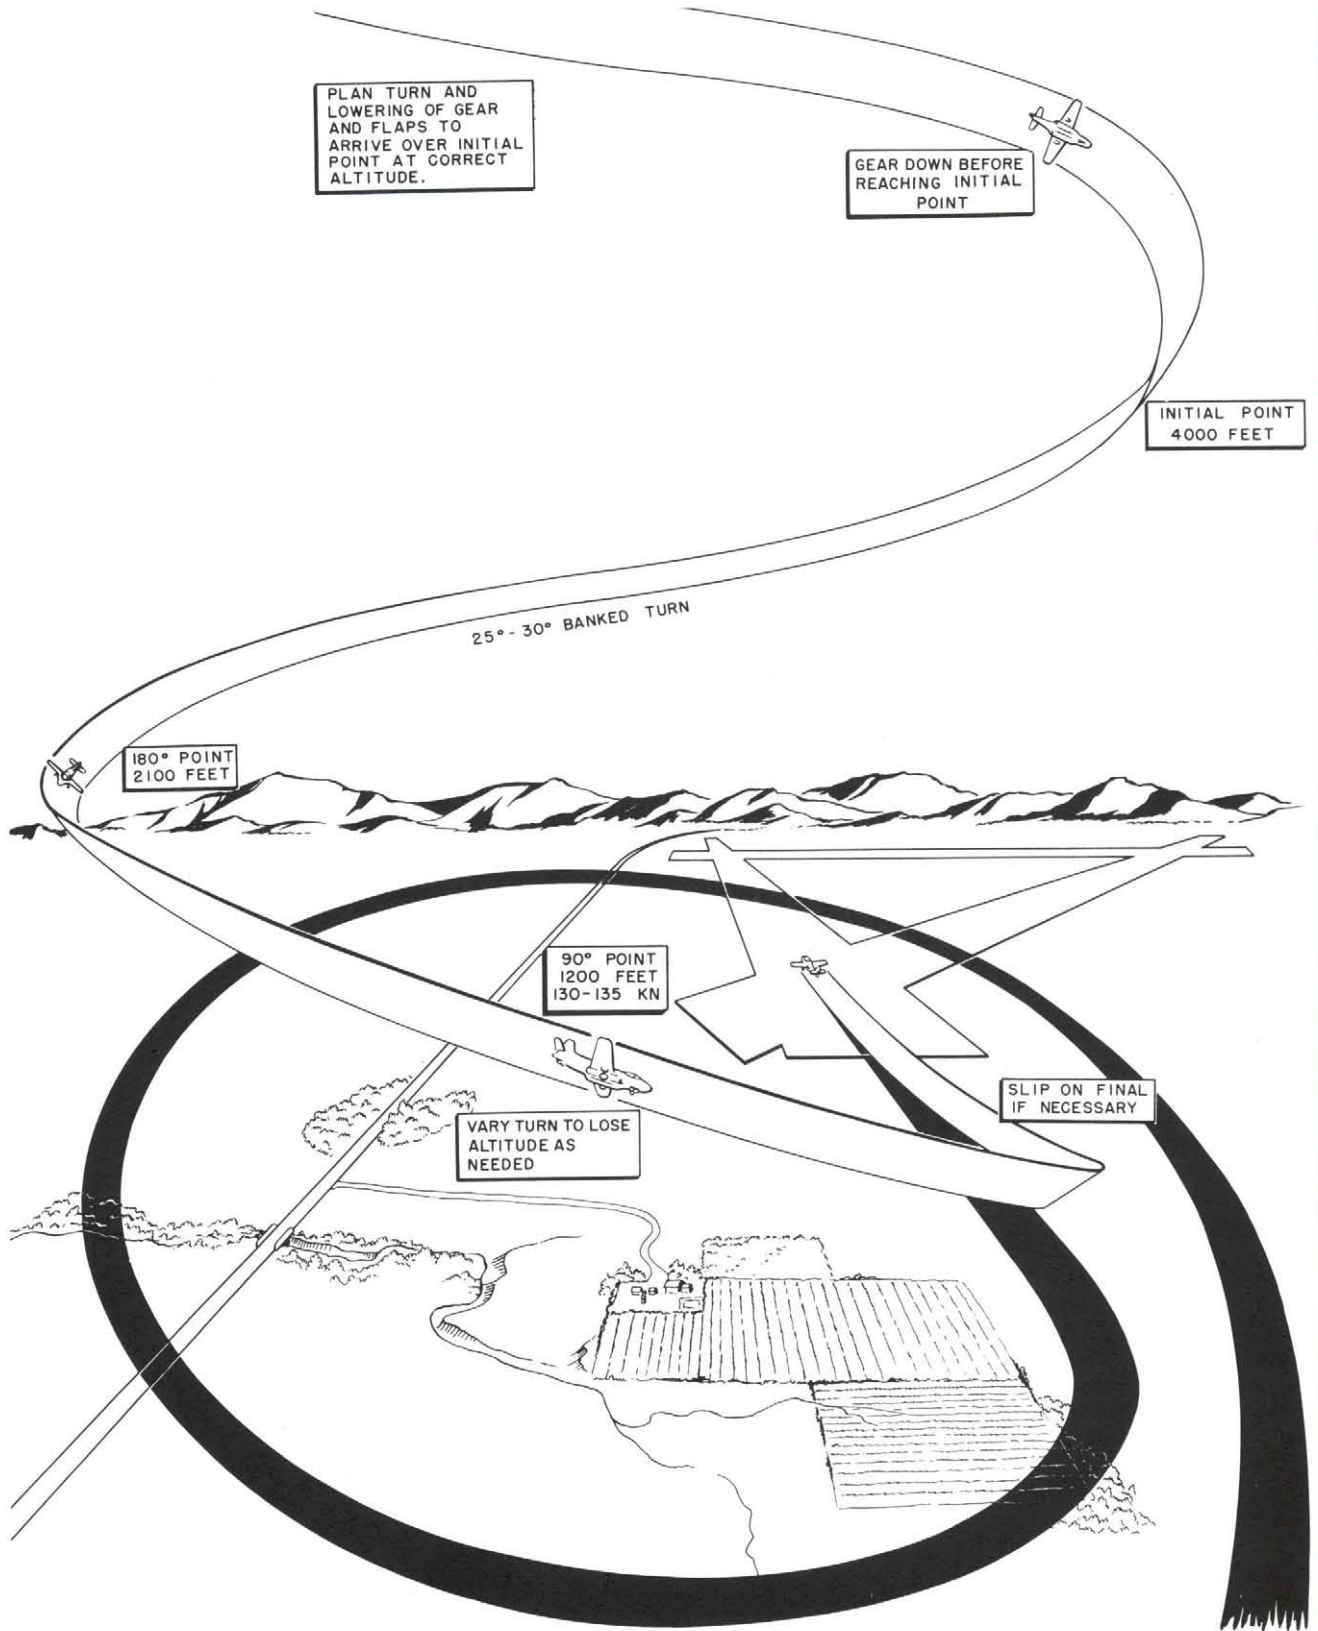 PLAN TURN AND
LOWERING OF GEAR
AND FLAPS TO
ARRIVE OVER INITIAL
POINT AT CORRECT
ALTITUDE.
GEAR DOWN BEFORE
REACHING INITIAL
POINT
INITIAL POINT
4000 FEET
25°-30° BANKED TURN
180° POINT
2100 FEET
90° POINT
1200 FEET
130-135 KN
SLIP ON FINAL
IF NECESSARY
VARY TURN TO LOSE
ALTITUDE AS
NEEDED